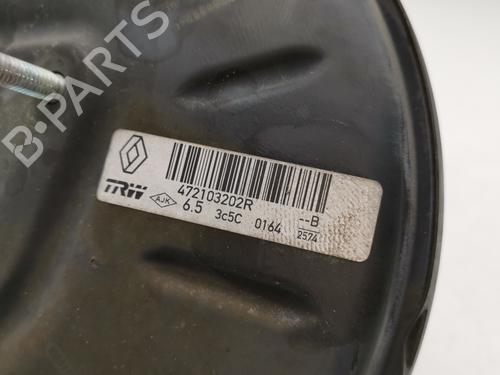 B-PARTS
472103202R
TRW AJK 6.5 3c5C 0164 --B
2574